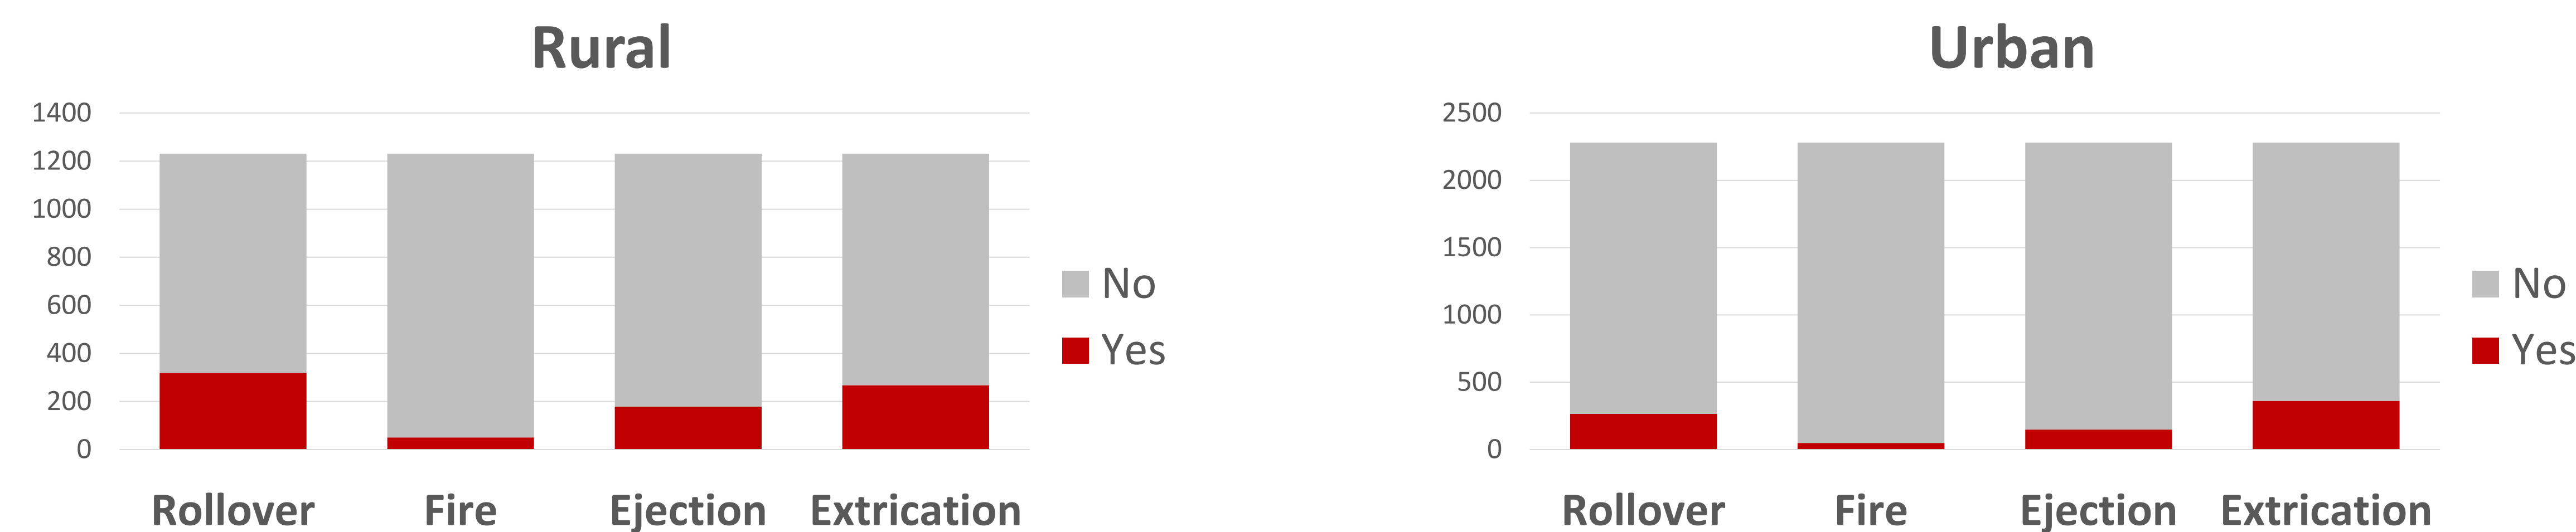 Rural
1400
1200
1000
800
600
400
200
0
Rollover Fire Ejection Extrication
No
Yes
Urban
2500
2000
1500
1000
500
0
Rollover Fire Ejection Extrication
No
Yes